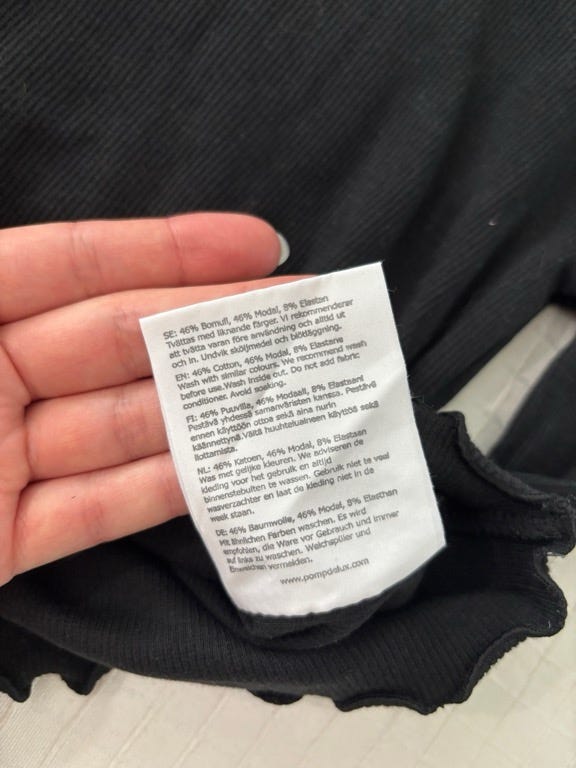 SE: 46% Bomull, 46% Modal, 8% Elastan
Tvättas med liknande färger. Vi rekommenderar
att tvätta varan före användning och alltid ut
och in. Undvik sköljmedel och blötläggning.
EN: 46% Cotton, 46% Modal, 8% Elastane
Wash with similar colours. We recommend wash
before use.Wash inside out. Do not add fabric
conditioner. Avoid soaking.
FI: 46% Puuvilla, 46% Modaali, 8% Elastaani
Pestävä yhdessä samanväristen kanssa. Pestävä
ennen käyttöön ottoa sekä aina nurin
käännettynä.Vältä huuhteluaineen käyttöä sekä
liottamista.
NL: 46% Katoen, 46% Modal, 8% Elastaan
Was met gelijke kleuren. We adviseren de
kleding voor het gebruik en altijd
binnenstebuiten te wassen. Gebruik niet te veel
wasverzachter en laat de kleding niet in de
week staan.
DE: 46% Baumwolle, 46% Modal, 8% Elasthan
Mit ähnlichen Farben waschen. Es wird
empfohlen, die Ware vor Gebrauch und immer
auf links zu waschen. Weichspüler und
Einweichen vermeiden.
www.pompdelux.com